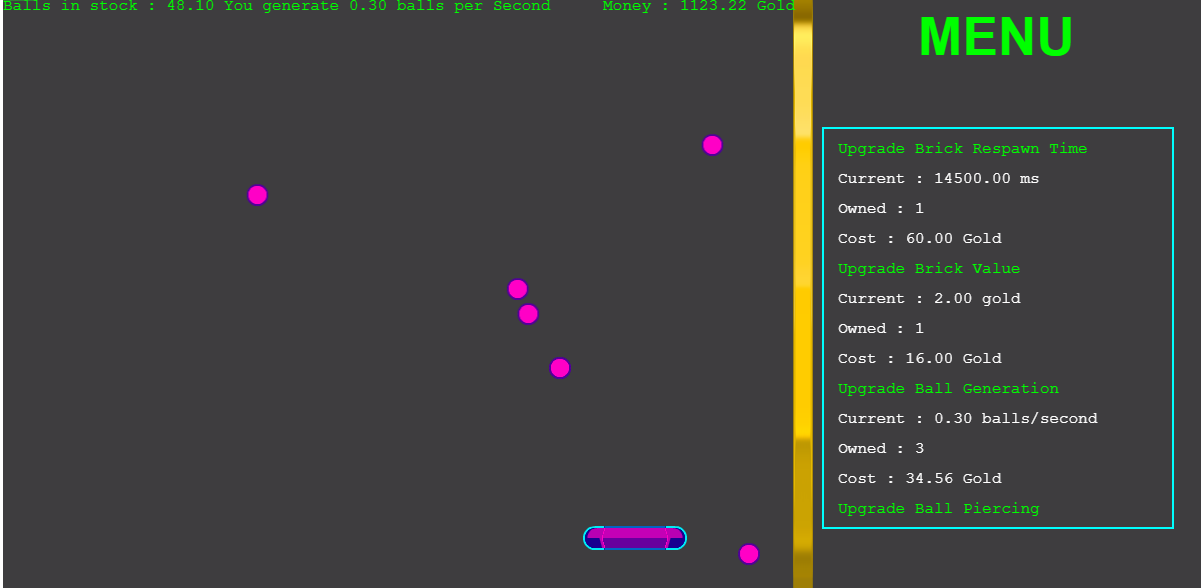 Balls in stock : 48.10 You generate 0.30 balls per Second Money : 1123.22 Gold
MENU
Upgrade Brick Respawn Time
Current : 14500.00 ms
Owned : 1
Cost : 60.00 Gold
Upgrade Brick Value
Current : 2.00 gold
Owned : 1
Cost : 16.00 Gold
Upgrade Ball Generation
Current : 0.30 balls/second
Owned : 3
Cost : 34.56 Gold
Upgrade Ball Piercing